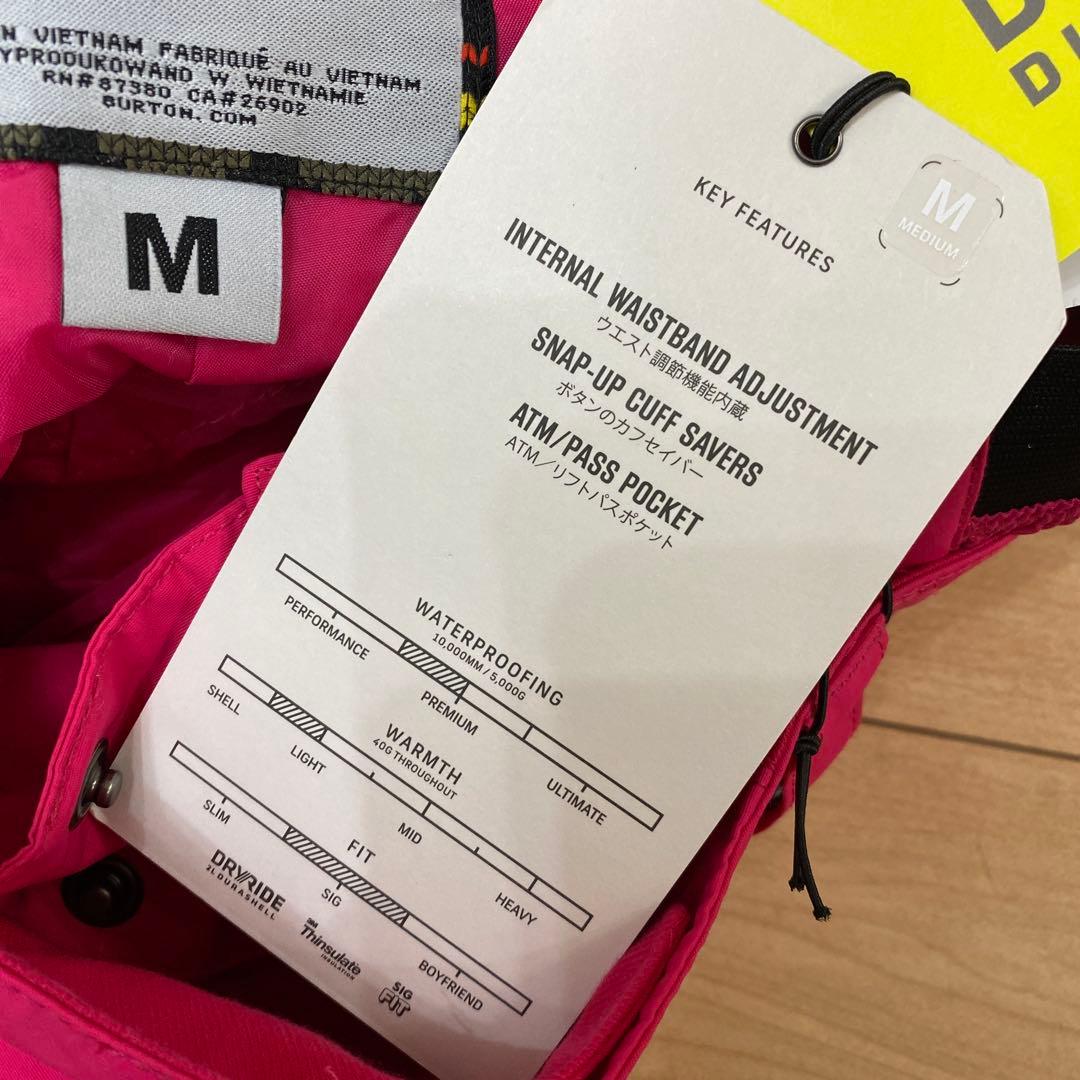 N VIETNAM FABRIQUÉ AU VIETNAM
YPRODUKOWANO W WIETNAMIE
RN#87380 CA#26902
BURTON.COM
M
M
MEDIUM
KEY FEATURES
INTERNAL WAISTBAND ADJUSTMENT
ウエスト調節機能内蔵
SNAP-UP CUFF SAVERS
ボタンのカフセイバー
ATM/PASS POCKET
ATM／リフトパスポケット
WATERPROOFING
10,000MM / 5,000G
PERFORMANCE
PREMIUM
ULTIMATE
WARMTH
40G THROUGHOUT
SHELL
LIGHT
MID
HEAVY
FIT
SLIM
SIG
BOYFRIEND
DRYRIDE
2L DURASHELL
3M
Thinsulate
INSULATION
SIG
FIT